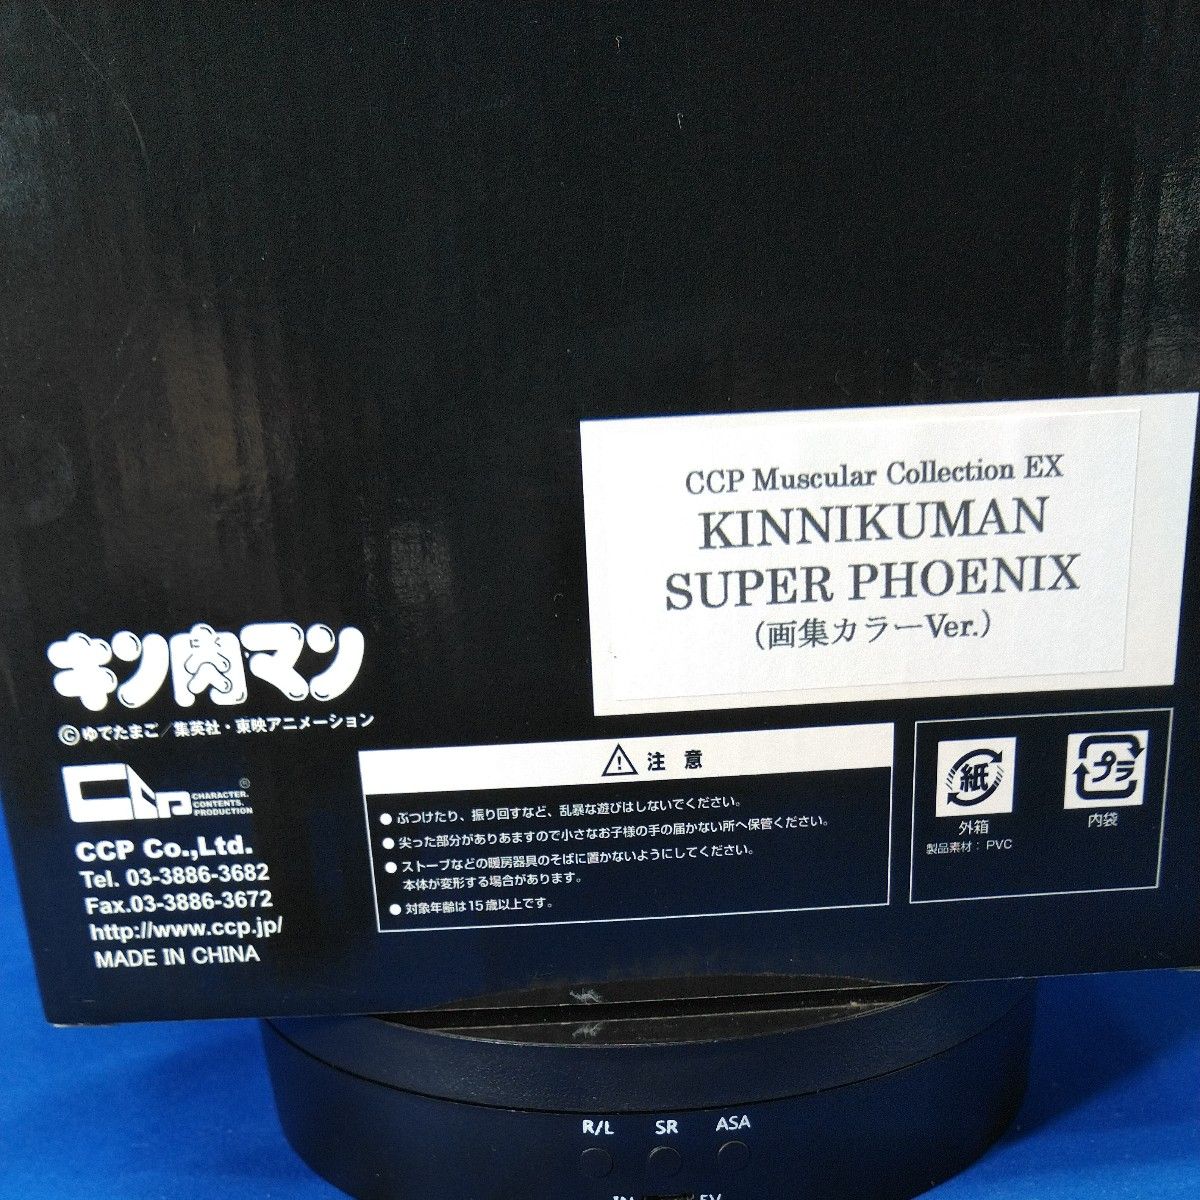 CCP Muscular Collection EX
KINNIKUMAN
SUPER PHOENIX
(画集カラーVer.)
キン肉マン
©ゆでたまご／集英社・東映アニメーション
CCP®
CHARACTER.
CONTENTS.
PRODUCTION
CCP Co.,Ltd.
Tel. 03-3886-3682
Fax.03-3886-3672
http://www.ccp.jp/
MADE IN CHINA
注 意
● ぶつけたり、振り回すなど、乱暴な遊びはしないでください。
● 尖った部分がありあますので小さなお子様の手の届かない所へ保管ください。
● ストーブなどの暖房器具のそばに置かないようにしてください。
本体が変形する場合があります。
● 対象年齢は15歳以上です。
紙
外箱
プラ
内袋
製品素材：PVC
R/L SR ASA